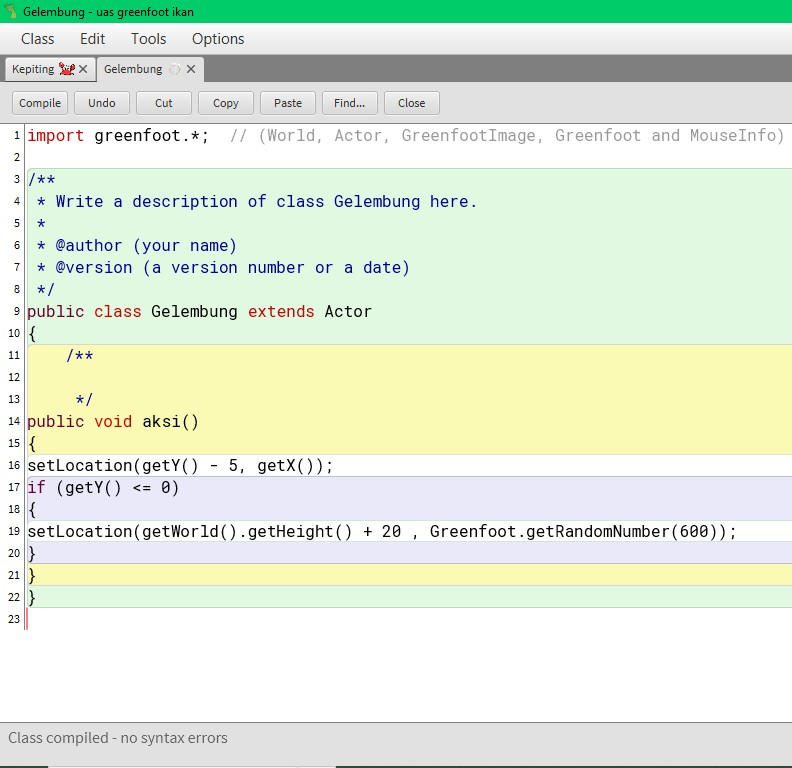 Gelembung - uas greenfoot ikan
Class Edit Tools Options
Kepiting Gelembung
Compile Undo Cut Copy Paste Find... Close
1 import greenfoot.*;  // (World, Actor, GreenfootImage, Greenfoot and MouseInfo)
2
3 /**
4  * Write a description of class Gelembung here.
5  *
6  * @author (your name)
7  * @version (a version number or a date)
8  */
9 public class Gelembung extends Actor
10 {
11     /**
12
13      */
14 public void aksi()
15 {
16 setLocation(getY() - 5, getX());
17 if (getY() <= 0)
18 {
19 setLocation(getWorld().getHeight() + 20 , Greenfoot.getRandomNumber(600));
20 }
21 }
22 }
23
Class compiled - no syntax errors